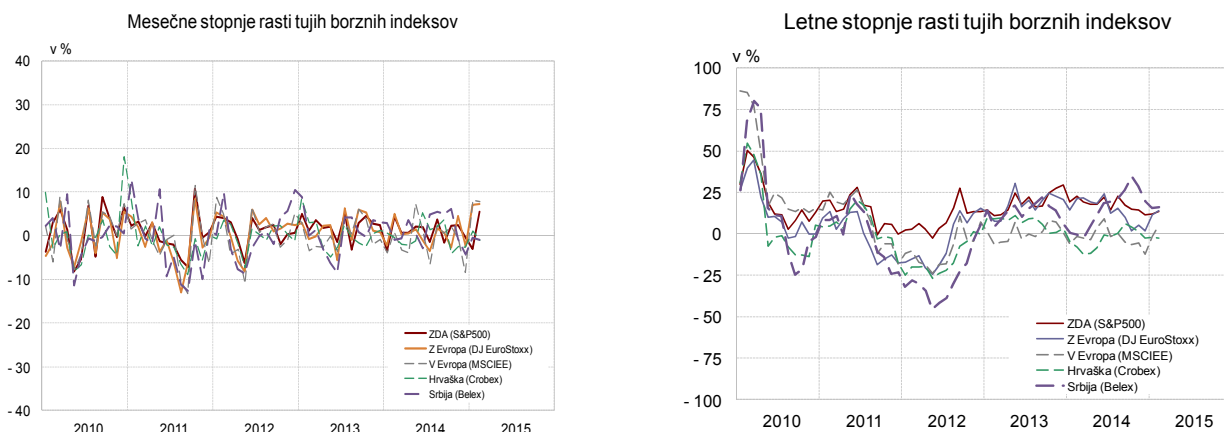 Mesečne stopnje rasti tujih borznih indeksov
v %
40
30
20
10
0
- 10
- 20
- 30
- 40
ZDA (S&P500)
Z Evropa (DJ EuroStoxx)
V Evropa (MSCIEE)
Hrvaška (Crobex)
Srbija (Belex)
2010 2011 2012 2013 2014 2015
Letne stopnje rasti tujih borznih indeksov
v %
100
75
50
25
0
- 25
- 50
- 75
- 100
ZDA (S&P500)
Z Evropa (DJ EuroStoxx)
V Evropa (MSCIEE)
Hrvaška (Crobex)
Srbija (Belex)
2010 2011 2012 2013 2014 2015